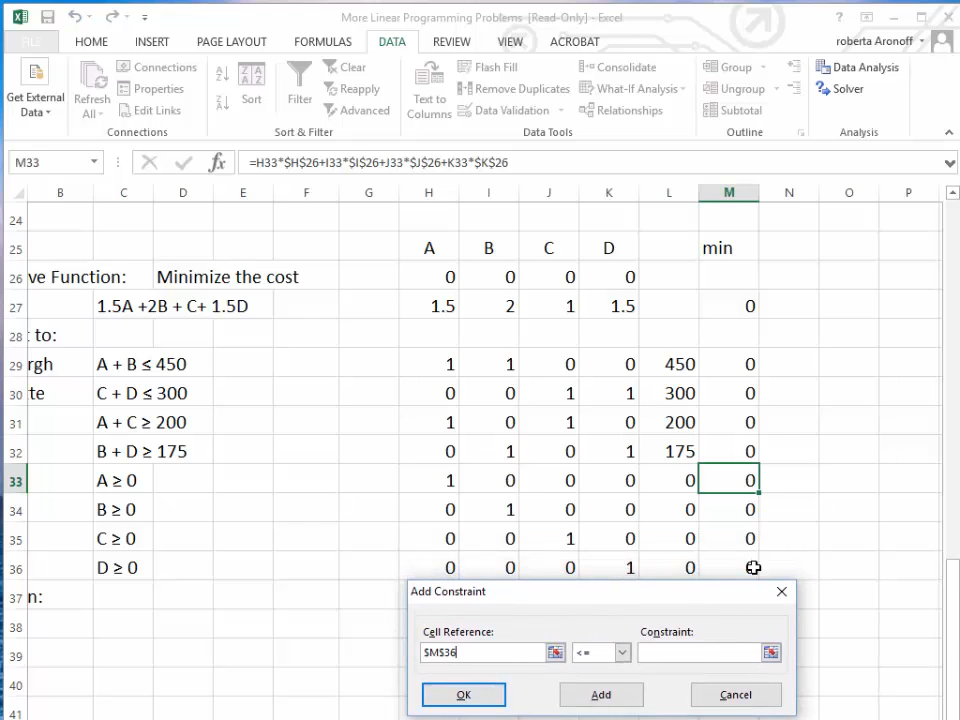 More Linear Programming Problems [Read-Only] - Excel
FILE HOME INSERT PAGE LAYOUT FORMULAS DATA REVIEW VIEW ACROBAT roberta Aronoff
Get External Data
Refresh All
Connections
Properties
Edit Links
Connections
Sort
Filter
Clear
Reapply
Advanced
Sort & Filter
Text to Columns
Flash Fill
Remove Duplicates
Data Validation
Consolidate
What-If Analysis
Relationships
Data Tools
Group
Ungroup
Subtotal
Outline
Data Analysis
Solver
Analysis
M33 fx =H33*$H$26+I33*$I$26+J33*$J$26+K33*$K$26
B C D E F G H I J K L M N O P
24
25 A B C D min
26 ve Function: Minimize the cost 0 0 0 0
27 1.5A +2B + C+ 1.5D 1.5 2 1 1.5 0
28 t to:
29 rgh A + B ≤ 450 1 1 0 0 450 0
30 te C + D ≤ 300 0 0 1 1 300 0
31 A + C ≥ 200 1 0 1 0 200 0
32 B + D ≥ 175 0 1 0 1 175 0
33 A ≥ 0 1 0 0 0 0 0
34 B ≥ 0 0 1 0 0 0 0
35 C ≥ 0 0 0 1 0 0 0
36 D ≥ 0 0 0 0 1 0
37 n:
38
39
40
41
Add Constraint
Cell Reference: Constraint:
$M$36 <=
OK Add Cancel